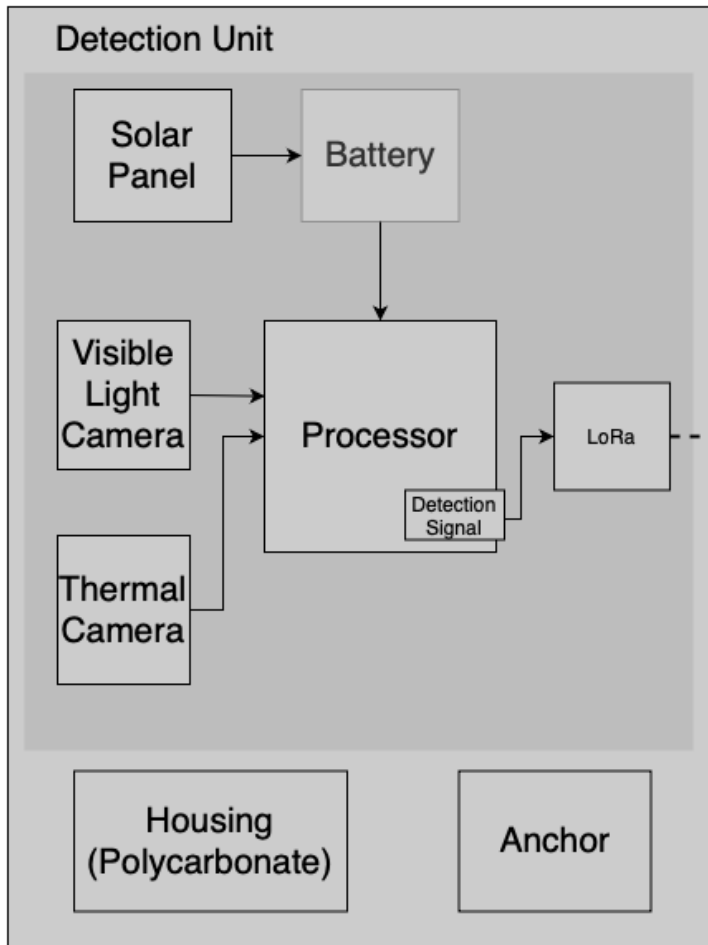 Detection Unit
Solar
Panel
Battery
Visible
Light
Camera
Processor
LoRa
Detection
Signal
Thermal
Camera
Housing
(Polycarbonate)
Anchor